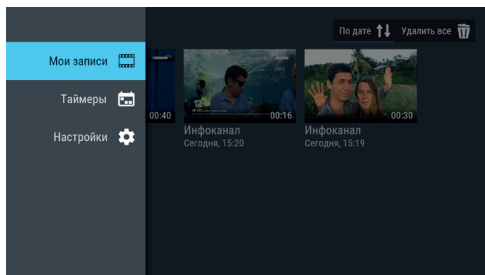 По дате Удалить все
Мои записи
Таймеры
Настройки
00:40
00:16
00:30
Инфоканал
Сегодня, 15:20
Инфоканал
Сегодня, 15:19